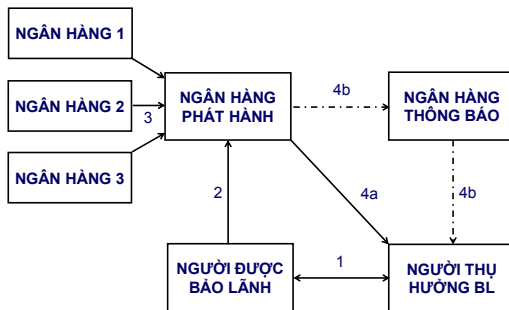 NGÂN HÀNG 1
NGÂN HÀNG 2
3
NGÂN HÀNG 3
NGÂN HÀNG
PHÁT HÀNH
4b
NGÂN HÀNG
THÔNG BÁO
2
4a
4b
NGƯỜI ĐƯỢC
BẢO LÃNH
1
NGƯỜI THỤ
HƯỞNG BL